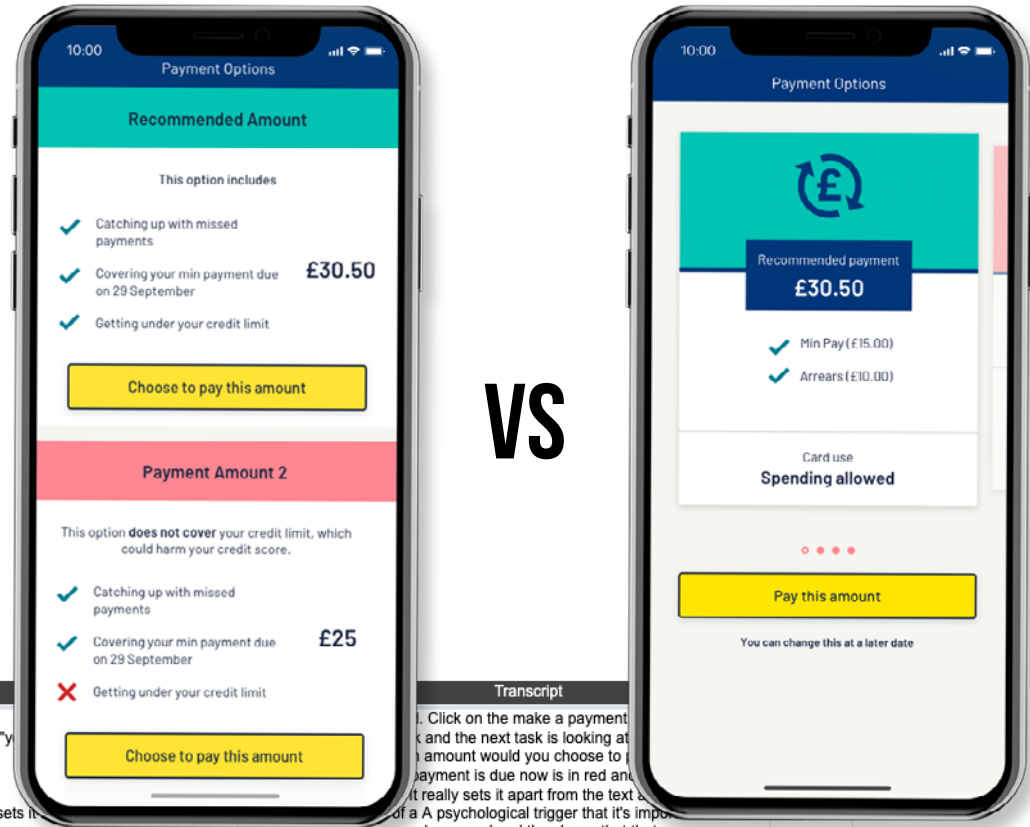 10:00
Payment Options
Recommended Amount
This option includes
Catching up with missed
payments
Covering your min payment due
on 29 September
£30.50
Getting under your credit limit
Choose to pay this amount
Payment Amount 2
This option does not cover your credit limit, which
could harm your credit score.
Catching up with missed
payments
Covering your min payment due
on 29 September
£25
Getting under your credit limit
Choose to pay this amount
VS
10:00
Payment Options
£
Recommended payment
£30.50
Min Pay (£15.00)
Arrears (£10.00)
Card use
Spending allowed
Pay this amount
You can change this at a later date
Transcript
. Click on the make a payment
and the next task is looking at
amount would you choose to
payment is due now is in red and
It really sets it apart from the text
sets it
of a A psychological trigger that it's